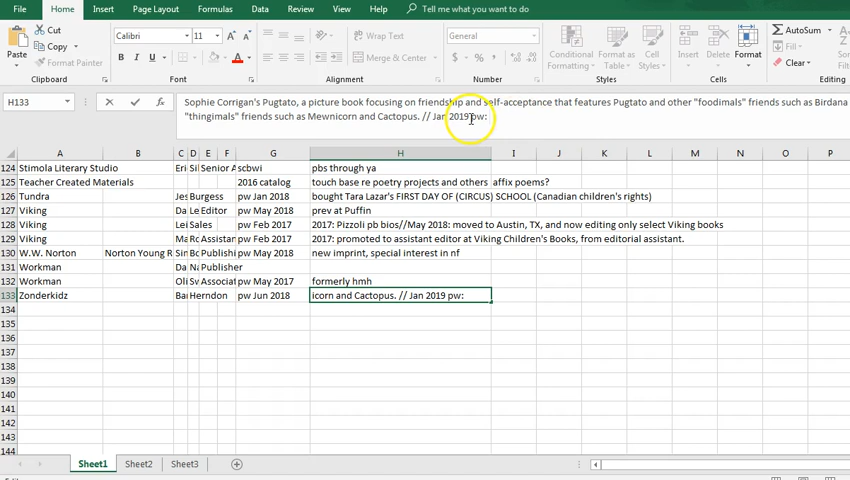 File Home Insert Page Layout Formulas Data Review View Help Tell me what you want to do
Cut Calibri 11 General AutoSum
Copy Wrap Text Fill
Paste Format Painter Merge & Center Conditional Formatting Format as Table Cell Styles Insert Delete Format Clear
Clipboard Font Alignment Number Styles Cells
H133 fx Sophie Corrigan's Pugtato, a picture book focusing on friendship and self-acceptance that features Pugtato and other "foodimals" friends such as Birdana
"thingimals" friends such as Mewnicorn and Cactopus. // Jan 2019 pw:
A B C D E F G H I J K L M N O P
124 Stimola Literary Studio Eri Si Senior A scbwi pbs through ya
125 Teacher Created Materials 2016 catalog touch base re poetry projects and others affix poems?
126 Tundra Jes Burgess pw Jan 2018 bought Tara Lazar's FIRST DAY OF (CIRCUS) SCHOOL (Canadian children's rights)
127 Viking Da Le Editor pw May 2018 prev at Puffin
128 Viking Lei Sales pw Feb 2017 2017: Pizzoli pb bios//May 2018: moved to Austin, TX, and now editing only select Viking books
129 Viking Ma Ro Assistan pw Feb 2017 2017: promoted to assistant editor at Viking Children's Books, from editorial assistant.
130 W.W. Norton Norton Young R Sin Bo Publishi pw May 2018 new imprint, special interest in nf
131 Workman Da Na Publisher
132 Workman Oli Sv Associat pw May 2017 formerly hmh
133 Zonderkidz Bar Herndon pw Jun 2018 icorn and Cactopus. // Jan 2019 pw:
134
135
136
137
138
139
140
141
142
143
144
Sheet1 Sheet2 Sheet3